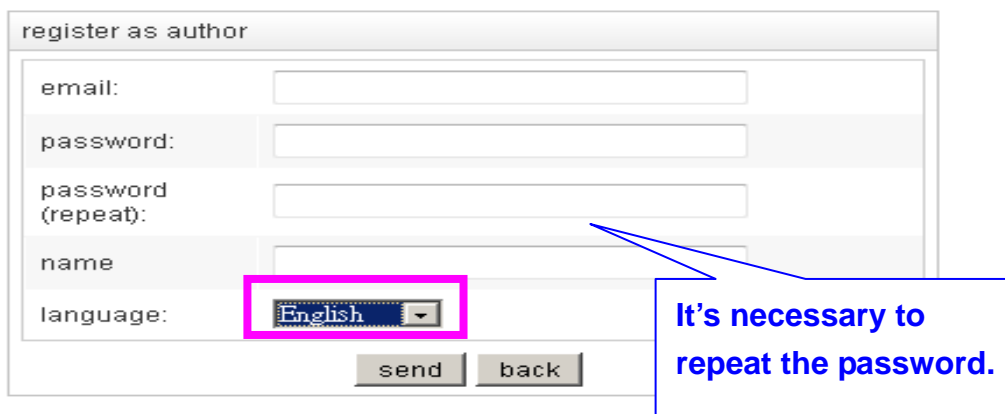 register as author
email:
password:
password
(repeat):
name
language:
English
send back
It's necessary to
repeat the password.